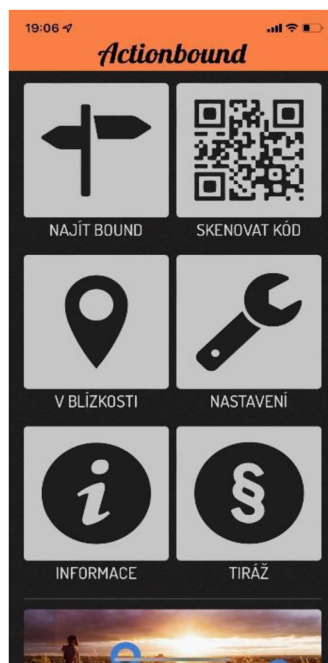 19:06
Actionbound
NAJÍT BOUND SKENOVAT KÓD
V BLÍZKOSTI NASTAVENÍ
i §
INFORMACE TIRÁŽ